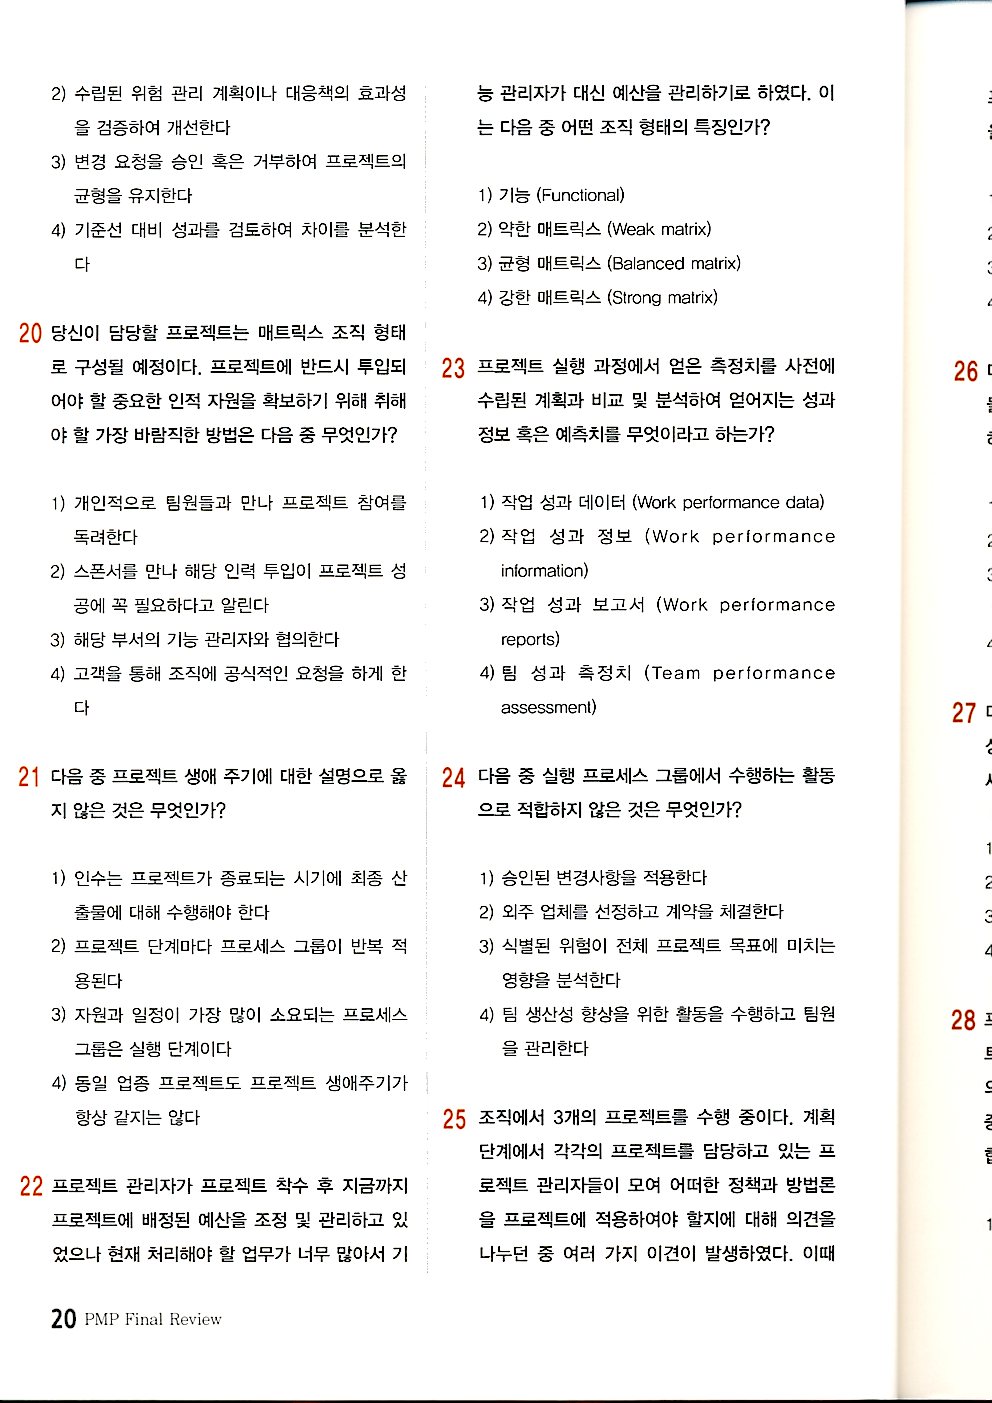 2) 수립된 위험 관리 계획이나 대응책의 효과성
을 검증하여 개선한다
3) 변경 요청을 승인 혹은 거부하여 프로젝트의
균형을 유지한다
4) 기준선 대비 성과를 검토하여 차이를 분석한
다
20 당신이 담당할 프로젝트는 매트릭스 조직 형태
로 구성될 예정이다. 프로젝트에 반드시 투입되
어야 할 중요한 인적 자원을 확보하기 위해 취해
야 할 가장 바람직한 방법은 다음 중 무엇인가?
1) 개인적으로 팀원들과 만나 프로젝트 참여를
독려한다
2) 스폰서를 만나 해당 인력 투입이 프로젝트 성
공에 꼭 필요하다고 알린다
3) 해당 부서의 기능 관리자와 협의한다
4) 고객을 통해 조직에 공식적인 요청을 하게 한
다
21 다음 중 프로젝트 생애 주기에 대한 설명으로 옳
지 않은 것은 무엇인가?
1) 인수는 프로젝트가 종료되는 시기에 최종 산
출물에 대해 수행해야 한다
2) 프로젝트 단계마다 프로세스 그룹이 반복 적
용된다
3) 자원과 일정이 가장 많이 소요되는 프로세스
그룹은 실행 단계이다
4) 동일 업종 프로젝트도 프로젝트 생애주기가
항상 같지는 않다
22 프로젝트 관리자가 프로젝트 착수 후 지금까지
프로젝트에 배정된 예산을 조정 및 관리하고 있
었으나 현재 처리해야 할 업무가 너무 많아서 기
능 관리자가 대신 예산을 관리하기로 하였다. 이
는 다음 중 어떤 조직 형태의 특징인가?
1) 기능 (Functional)
2) 약한 매트릭스 (Weak matrix)
3) 균형 매트릭스 (Balanced matrix)
4) 강한 매트릭스 (Strong matrix)
23 프로젝트 실행 과정에서 얻은 측정치를 사전에
수립된 계획과 비교 및 분석하여 얻어지는 성과
정보 혹은 예측치를 무엇이라고 하는가?
1) 작업 성과 데이터 (Work performance data)
2) 작업 성과 정보 (Work performance
information)
3) 작업 성과 보고서 (Work performance
reports)
4) 팀 성과 측정치 (Team performance
assessment)
24 다음 중 실행 프로세스 그룹에서 수행하는 활동
으로 적합하지 않은 것은 무엇인가?
1) 승인된 변경사항을 적용한다
2) 외주 업체를 선정하고 계약을 체결한다
3) 식별된 위험이 전체 프로젝트 목표에 미치는
영향을 분석한다
4) 팀 생산성 향상을 위한 활동을 수행하고 팀원
을 관리한다
25 조직에서 3개의 프로젝트를 수행 중이다. 계획
단계에서 각각의 프로젝트를 담당하고 있는 프
로젝트 관리자들이 모여 어떠한 정책과 방법론
을 프로젝트에 적용하여야 할지에 대해 의견을
나누던 중 여러 가지 이견이 발생하였다. 이때
20 PMP Final Review
26
27
28